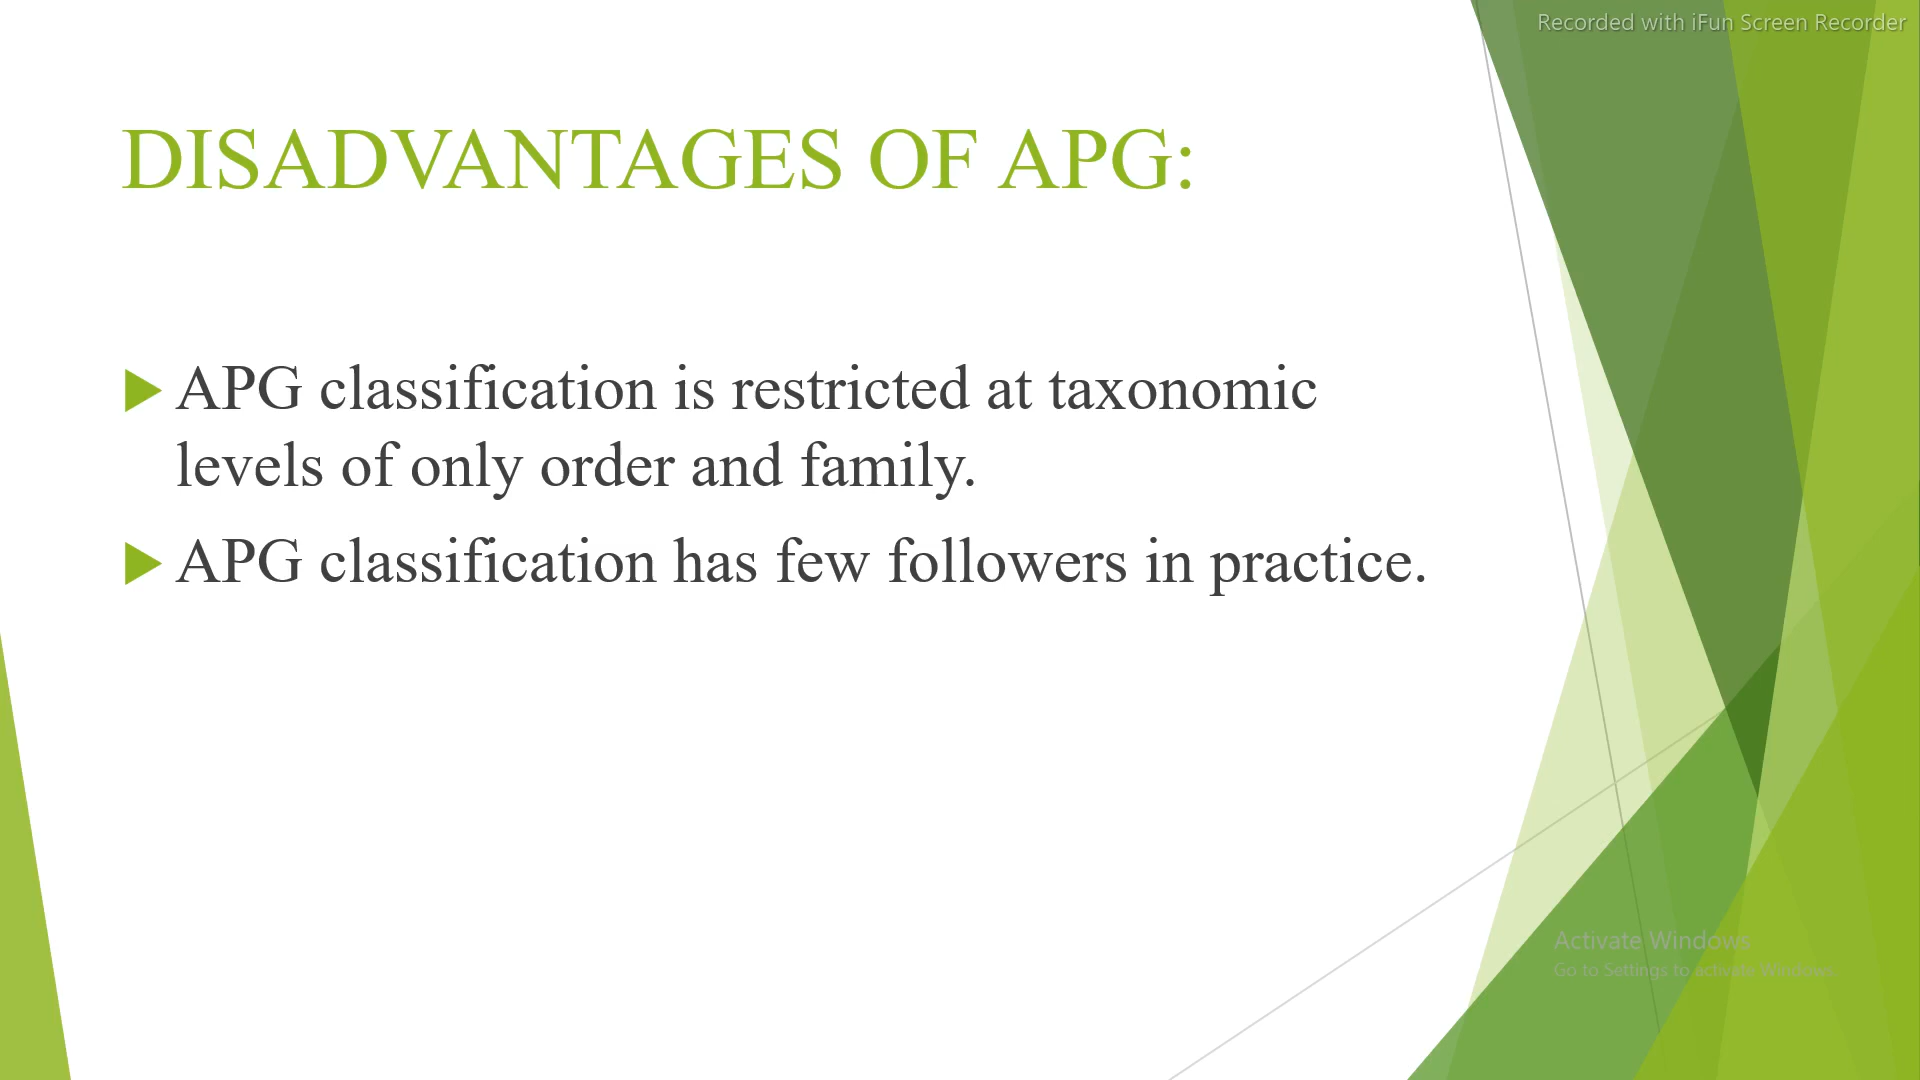 Recorded with iFun Screen Recorder
DISADVANTAGES OF APG:
APG classification is restricted at taxonomic
levels of only order and family.
APG classification has few followers in practice.
Activate Windows
Go to Settings to activate Windows.